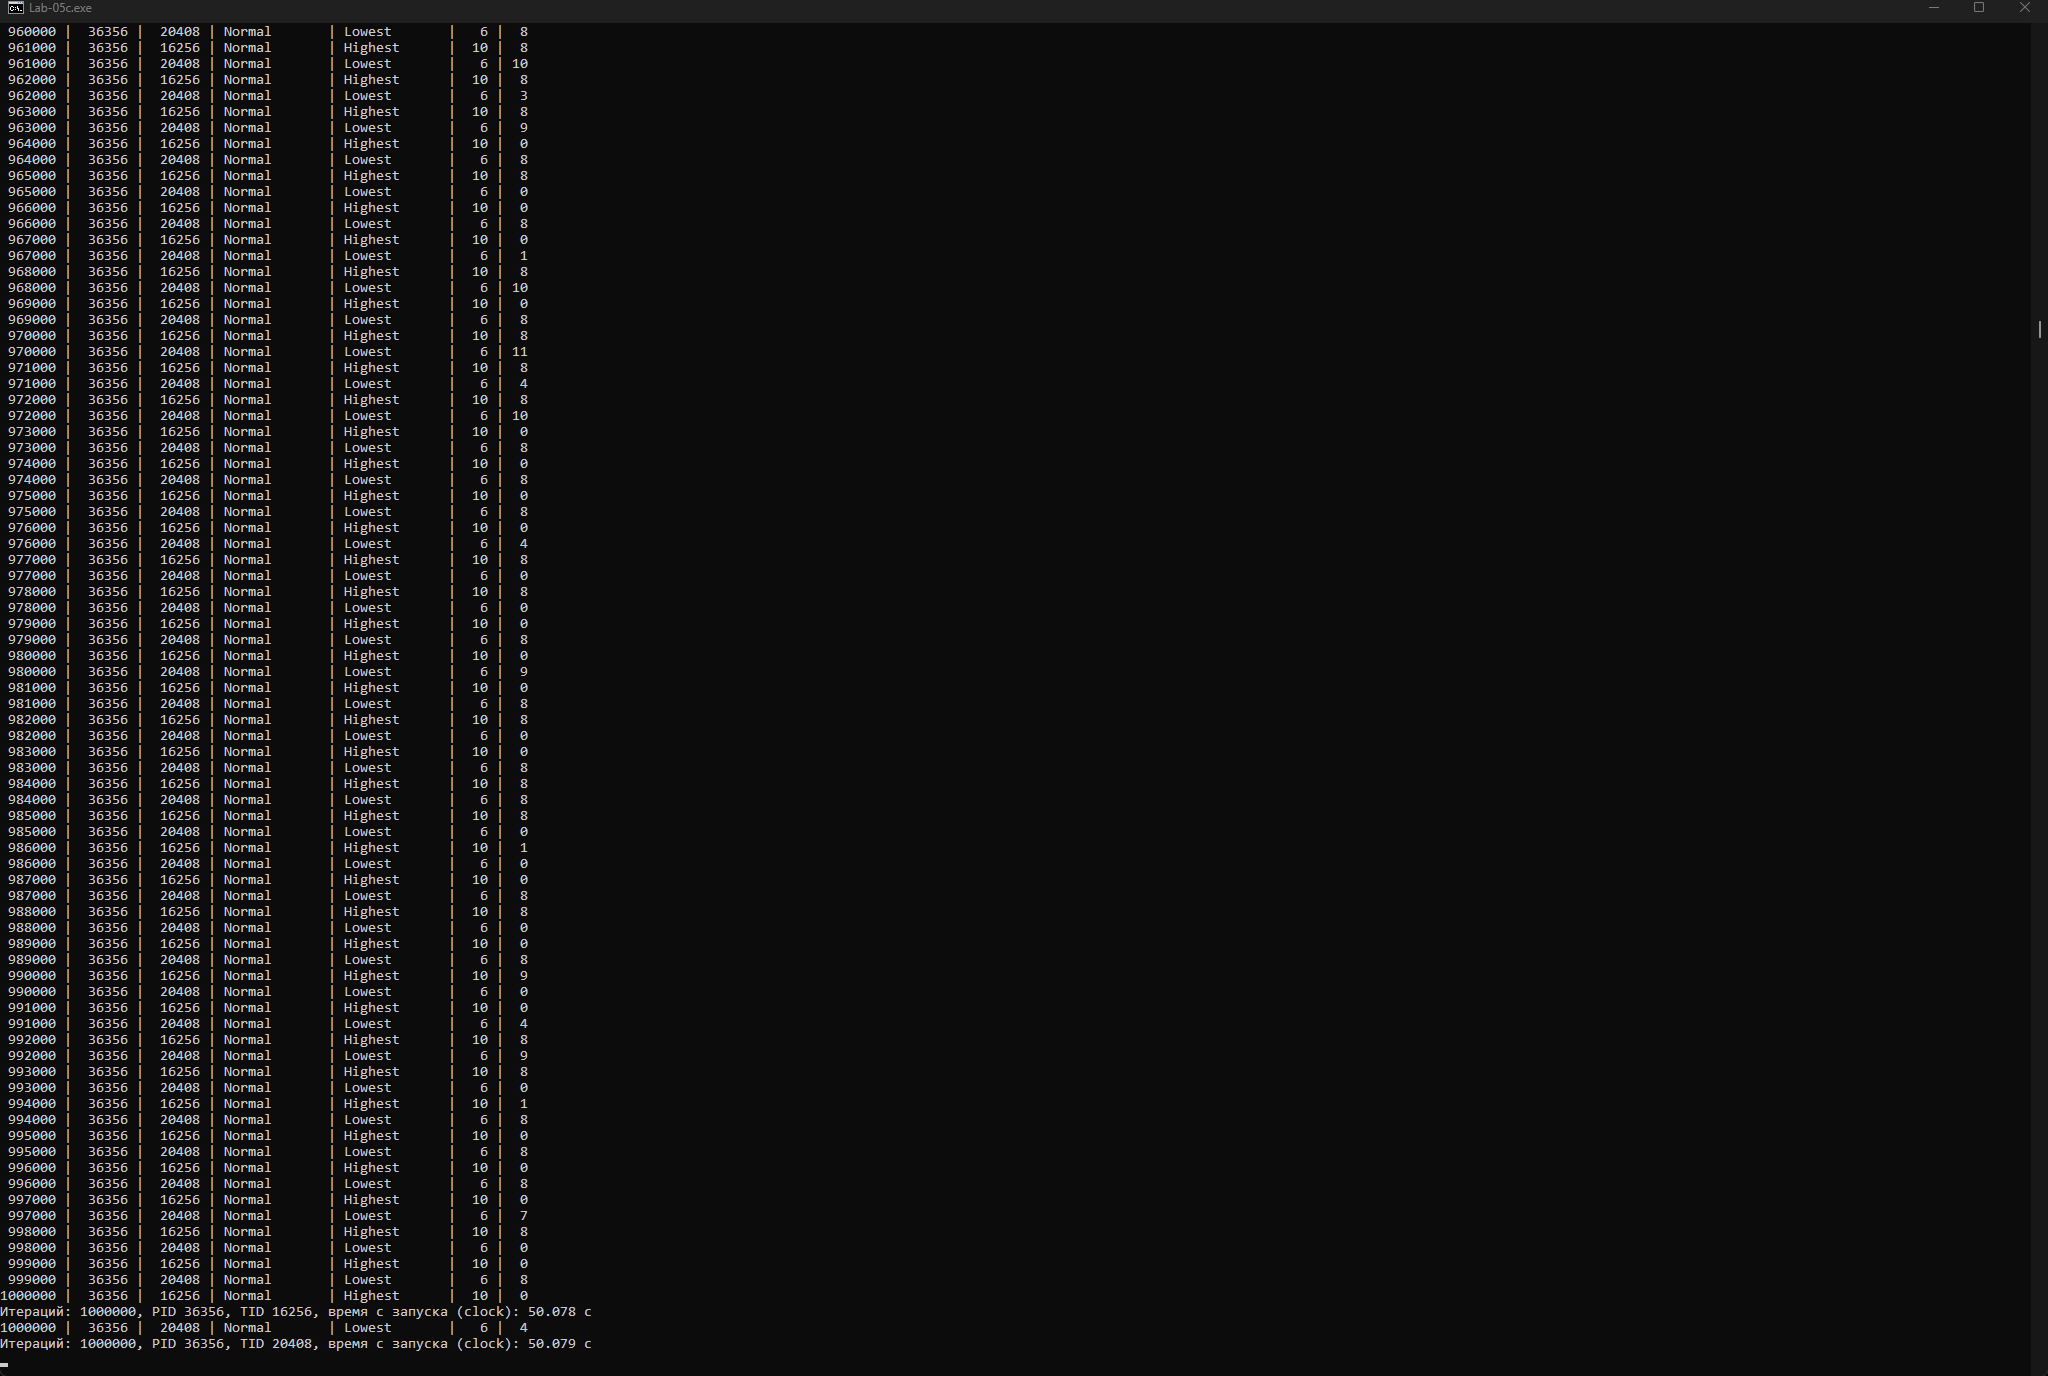 Lab-05c.exe
960000 | 36356 | 20408 | Normal | Lowest | 6 | 8
961000 | 36356 | 16256 | Normal | Highest | 10 | 8
961000 | 36356 | 20408 | Normal | Lowest | 6 | 10
962000 | 36356 | 16256 | Normal | Highest | 10 | 8
962000 | 36356 | 20408 | Normal | Lowest | 6 | 3
963000 | 36356 | 16256 | Normal | Highest | 10 | 8
963000 | 36356 | 20408 | Normal | Lowest | 6 | 9
964000 | 36356 | 16256 | Normal | Highest | 10 | 0
964000 | 36356 | 20408 | Normal | Lowest | 6 | 8
965000 | 36356 | 16256 | Normal | Highest | 10 | 8
965000 | 36356 | 20408 | Normal | Lowest | 6 | 0
966000 | 36356 | 16256 | Normal | Highest | 10 | 0
966000 | 36356 | 20408 | Normal | Lowest | 6 | 8
967000 | 36356 | 16256 | Normal | Highest | 10 | 0
967000 | 36356 | 20408 | Normal | Lowest | 6 | 1
968000 | 36356 | 16256 | Normal | Highest | 10 | 8
968000 | 36356 | 20408 | Normal | Lowest | 6 | 10
969000 | 36356 | 16256 | Normal | Highest | 10 | 0
969000 | 36356 | 20408 | Normal | Lowest | 6 | 8
970000 | 36356 | 16256 | Normal | Highest | 10 | 8
970000 | 36356 | 20408 | Normal | Lowest | 6 | 11
971000 | 36356 | 16256 | Normal | Highest | 10 | 8
971000 | 36356 | 20408 | Normal | Lowest | 6 | 4
972000 | 36356 | 16256 | Normal | Highest | 10 | 8
972000 | 36356 | 20408 | Normal | Lowest | 6 | 10
973000 | 36356 | 16256 | Normal | Highest | 10 | 0
973000 | 36356 | 20408 | Normal | Lowest | 6 | 8
974000 | 36356 | 16256 | Normal | Highest | 10 | 0
974000 | 36356 | 20408 | Normal | Lowest | 6 | 8
975000 | 36356 | 16256 | Normal | Highest | 10 | 0
975000 | 36356 | 20408 | Normal | Lowest | 6 | 8
976000 | 36356 | 16256 | Normal | Highest | 10 | 0
976000 | 36356 | 20408 | Normal | Lowest | 6 | 4
977000 | 36356 | 16256 | Normal | Highest | 10 | 8
977000 | 36356 | 20408 | Normal | Lowest | 6 | 0
978000 | 36356 | 16256 | Normal | Highest | 10 | 8
978000 | 36356 | 20408 | Normal | Lowest | 6 | 0
979000 | 36356 | 16256 | Normal | Highest | 10 | 0
979000 | 36356 | 20408 | Normal | Lowest | 6 | 8
980000 | 36356 | 16256 | Normal | Highest | 10 | 0
980000 | 36356 | 20408 | Normal | Lowest | 6 | 9
981000 | 36356 | 16256 | Normal | Highest | 10 | 0
981000 | 36356 | 20408 | Normal | Lowest | 6 | 8
982000 | 36356 | 16256 | Normal | Highest | 10 | 8
982000 | 36356 | 20408 | Normal | Lowest | 6 | 0
983000 | 36356 | 16256 | Normal | Highest | 10 | 0
983000 | 36356 | 20408 | Normal | Lowest | 6 | 8
984000 | 36356 | 16256 | Normal | Highest | 10 | 8
984000 | 36356 | 20408 | Normal | Lowest | 6 | 8
985000 | 36356 | 16256 | Normal | Highest | 10 | 8
985000 | 36356 | 20408 | Normal | Lowest | 6 | 0
986000 | 36356 | 16256 | Normal | Highest | 10 | 1
986000 | 36356 | 20408 | Normal | Lowest | 6 | 0
987000 | 36356 | 16256 | Normal | Highest | 10 | 0
987000 | 36356 | 20408 | Normal | Lowest | 6 | 8
988000 | 36356 | 16256 | Normal | Highest | 10 | 8
988000 | 36356 | 20408 | Normal | Lowest | 6 | 0
989000 | 36356 | 16256 | Normal | Highest | 10 | 0
989000 | 36356 | 20408 | Normal | Lowest | 6 | 8
990000 | 36356 | 16256 | Normal | Highest | 10 | 9
990000 | 36356 | 20408 | Normal | Lowest | 6 | 0
991000 | 36356 | 16256 | Normal | Highest | 10 | 0
991000 | 36356 | 20408 | Normal | Lowest | 6 | 4
992000 | 36356 | 16256 | Normal | Highest | 10 | 8
992000 | 36356 | 20408 | Normal | Lowest | 6 | 9
993000 | 36356 | 16256 | Normal | Highest | 10 | 8
993000 | 36356 | 20408 | Normal | Lowest | 6 | 0
994000 | 36356 | 16256 | Normal | Highest | 10 | 1
994000 | 36356 | 20408 | Normal | Lowest | 6 | 8
995000 | 36356 | 16256 | Normal | Highest | 10 | 0
995000 | 36356 | 20408 | Normal | Lowest | 6 | 8
996000 | 36356 | 16256 | Normal | Highest | 10 | 0
996000 | 36356 | 20408 | Normal | Lowest | 6 | 8
997000 | 36356 | 16256 | Normal | Highest | 10 | 0
997000 | 36356 | 20408 | Normal | Lowest | 6 | 7
998000 | 36356 | 16256 | Normal | Highest | 10 | 8
998000 | 36356 | 20408 | Normal | Lowest | 6 | 0
999000 | 36356 | 16256 | Normal | Highest | 10 | 0
999000 | 36356 | 20408 | Normal | Lowest | 6 | 8
1000000 | 36356 | 16256 | Normal | Highest | 10 | 0
Итераций: 1000000, PID 36356, TID 16256, время с запуска (clock): 50.078 с
1000000 | 36356 | 20408 | Normal | Lowest | 6 | 4
Итераций: 1000000, PID 36356, TID 20408, время с запуска (clock): 50.079 с